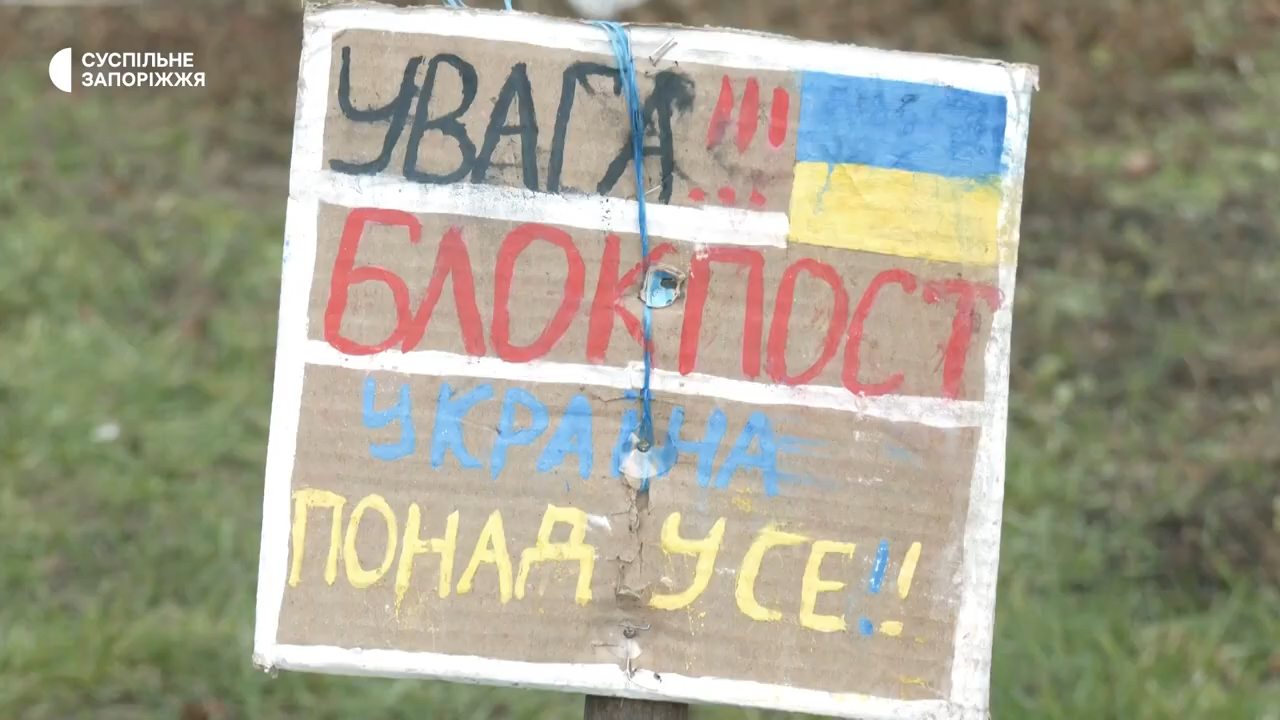 СУСПІЛЬНЕ
ЗАПОРІЖЖЯ
УВАГА!!!
БЛОКПОСТ
УКРАЇНА
ПОНАД УСЕ!!